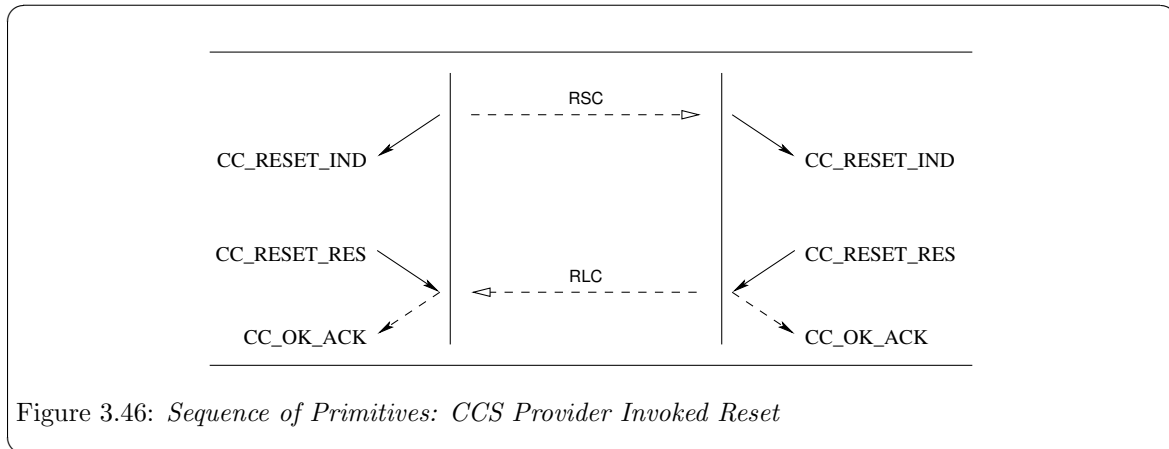 RSC
CC_RESET_IND
CC_RESET_IND
CC_RESET_RES
CC_RESET_RES
RLC
CC_OK_ACK
CC_OK_ACK
Figure 3.46: Sequence of Primitives: CCS Provider Invoked Reset